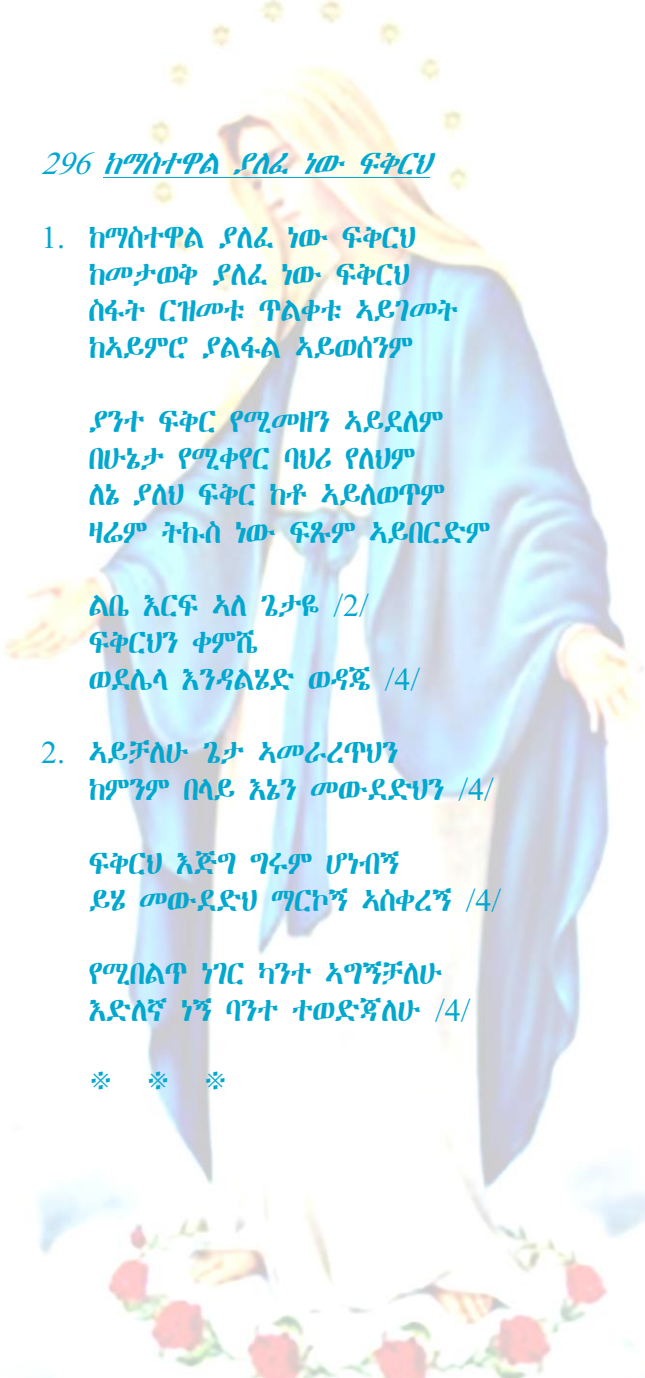 296 ከማስተዋል ያለፈ ነው ፍቅርህ
1. ከማስተዋል ያለፈ ነው ፍቅርህ
ከመታወቅ ያለፈ ነው ፍቅርህ
ስፋት ርዝመቱ ጥልቀቱ ኣይገመት
ከኣይምሮ ያልፋል ኣይወሰንም
ያንተ ፍቅር የሚመዘን ኣይደለም
በሁኔታ የሚቀየር ባህሪ የለህም
ለኔ ያለህ ፍቅር ከቶ ኣይለወጥም
ዛሬም ትኩስ ነው ፍጹም ኣይበርድም
ልቤ እርፍ ኣለ ጌታዬ /2/
ፍቅርህን ቀምሼ
ወደሌላ እንዳልሄድ ወዳጄ /4/
2. ኣይቻለሁ ጌታ ኣመራረጥህን
ከምንም በላይ እኔን መውደድህን /4/
ፍቅርህ እጅግ ግሩም ሆነብኝ
ይሄ መውደድህ ማርኮኝ ኣስቀረኝ /4/
የሚበልጥ ነገር ካንተ ኣግኝቻለሁ
እድለኛ ነኝ ባንተ ተወድጃለሁ /4/
※ ※ ※